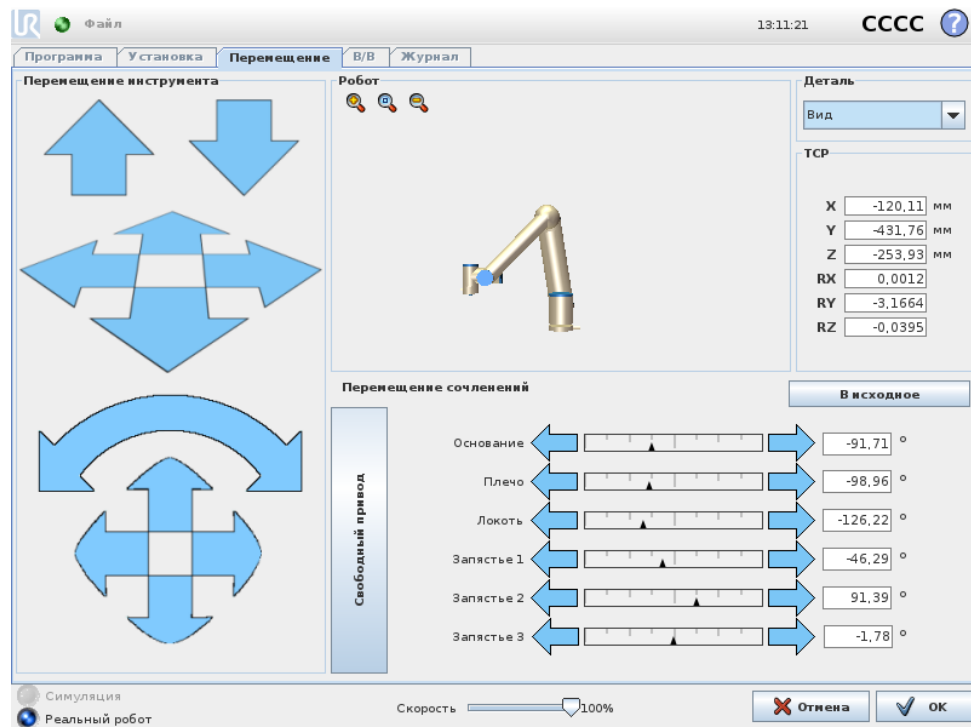 UR Файл 13:11:21 CCCC ?
Программа Установка Перемещение В/В Журнал
Перемещение инструмента
Робот
Деталь
Вид
TCP
X -120,11 мм
Y -431,76 мм
Z -253,93 мм
RX 0,0012
RY -3,1664
RZ -0,0395
Перемещение сочленений
В исходное
Свободный привод
Основание -91,71 °
Плечо -98,96 °
Локоть -126,22 °
Запястье 1 -46,29 °
Запястье 2 91,39 °
Запястье 3 -1,78 °
Симуляция
Реальный робот
Скорость 100%
Отмена
ОК